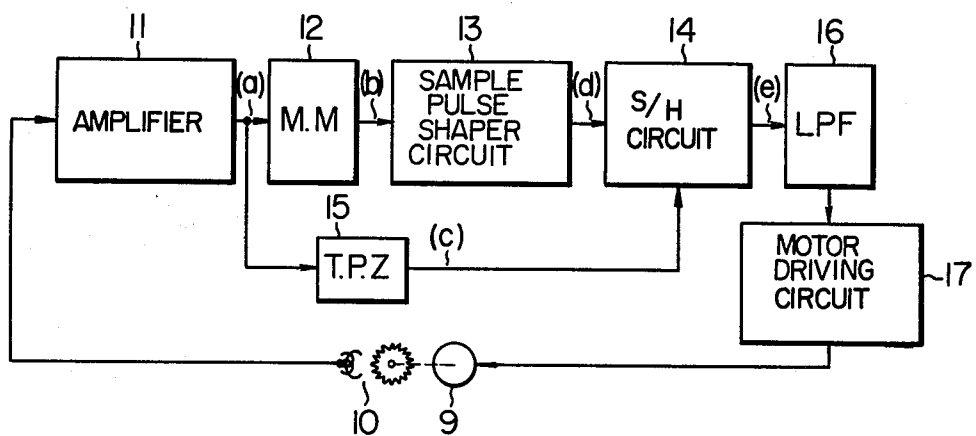 11
12
13
14
16
AMPLIFIER
(a)
M.M
(b)
SAMPLE
PULSE
SHAPER
CIRCUIT
(d)
S/H
CIRCUIT
(e)
LPF
15
T.P.Z
(c)
MOTOR
DRIVING
CIRCUIT
17
10
9